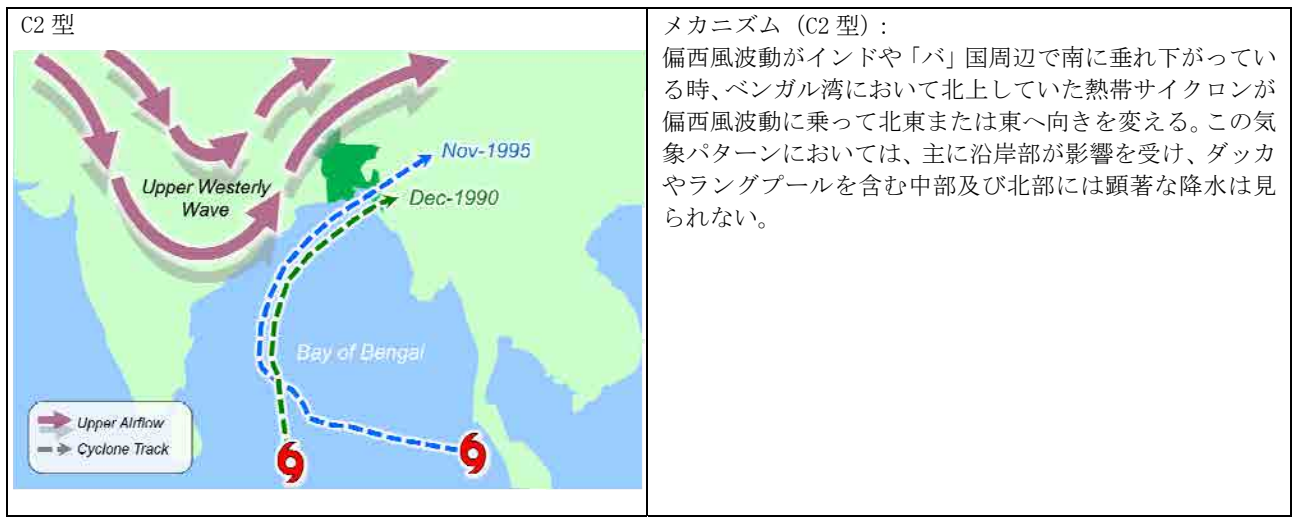 C2 型
Upper Westerly
Wave
Nov-1995
Dec-1990
Bay of Bengal
Upper Airflow
Cyclone Track
メカニズム (C2 型) :
偏西風波動がインドや「バ」国周辺で南に垂れ下がってい
る時、ベンガル湾において北上していた熱帯サイクロンが
偏西風波動に乗って北東または東へ向きを変える。この気
象パターンにおいては、主に沿岸部が影響を受け、ダッカ
やラングプールを含む中部及び北部には顕著な降水は見
られない。